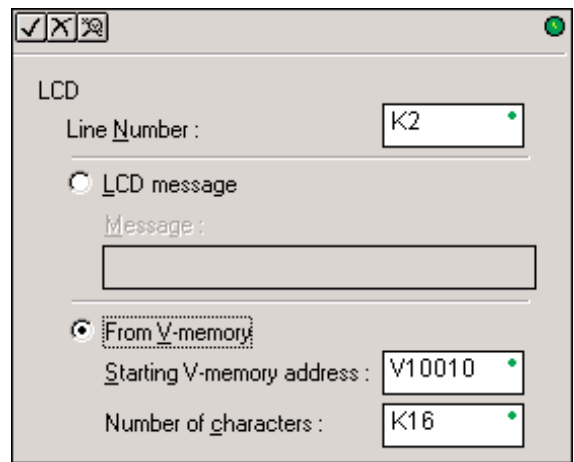 LCD
Line Number : K2
LCD message
Message :
From V-memory
Starting V-memory address : V10010
Number of characters : K16